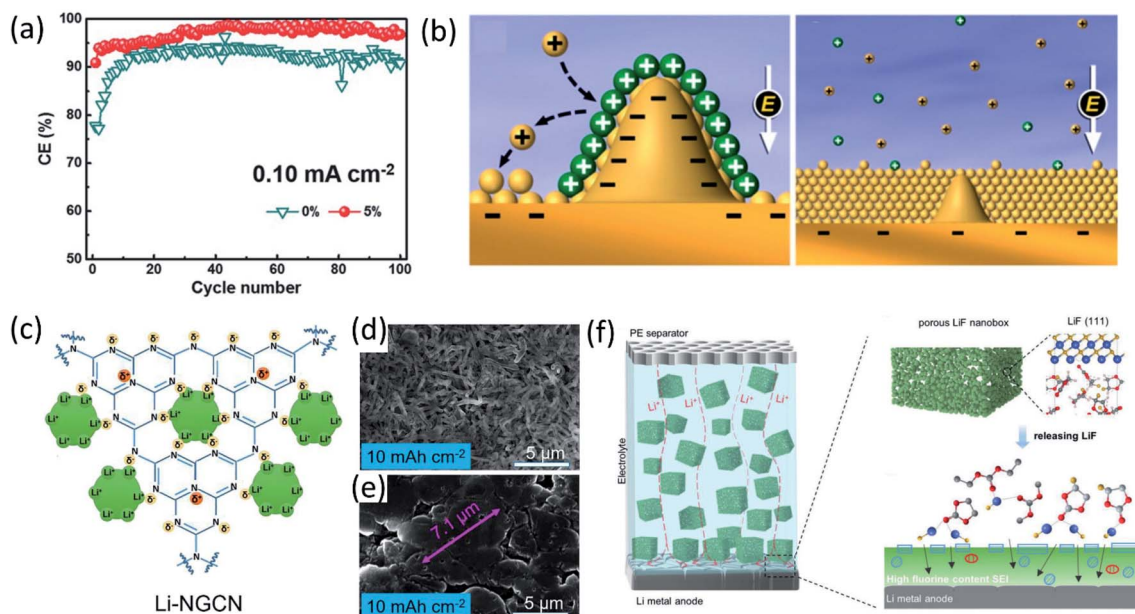 (a)
100
90
80
70
60
50
CE (%)
0.10 mA cm-2
0% 5%
0 20 40 60 80 100
Cycle number
(b)
E
E
(c)
Li-NGCN
(d)
10 mAh cm-2
5 μm
(e)
7.1 μm
10 mAh cm-2
5 μm
(f)
PE separator
Electrolyte
Li+ Li+ Li+ Li+
Li metal anode
porous LiF nanobox
LiF (111)
releasing LiF
High fluorine content SEI
Li metal anode